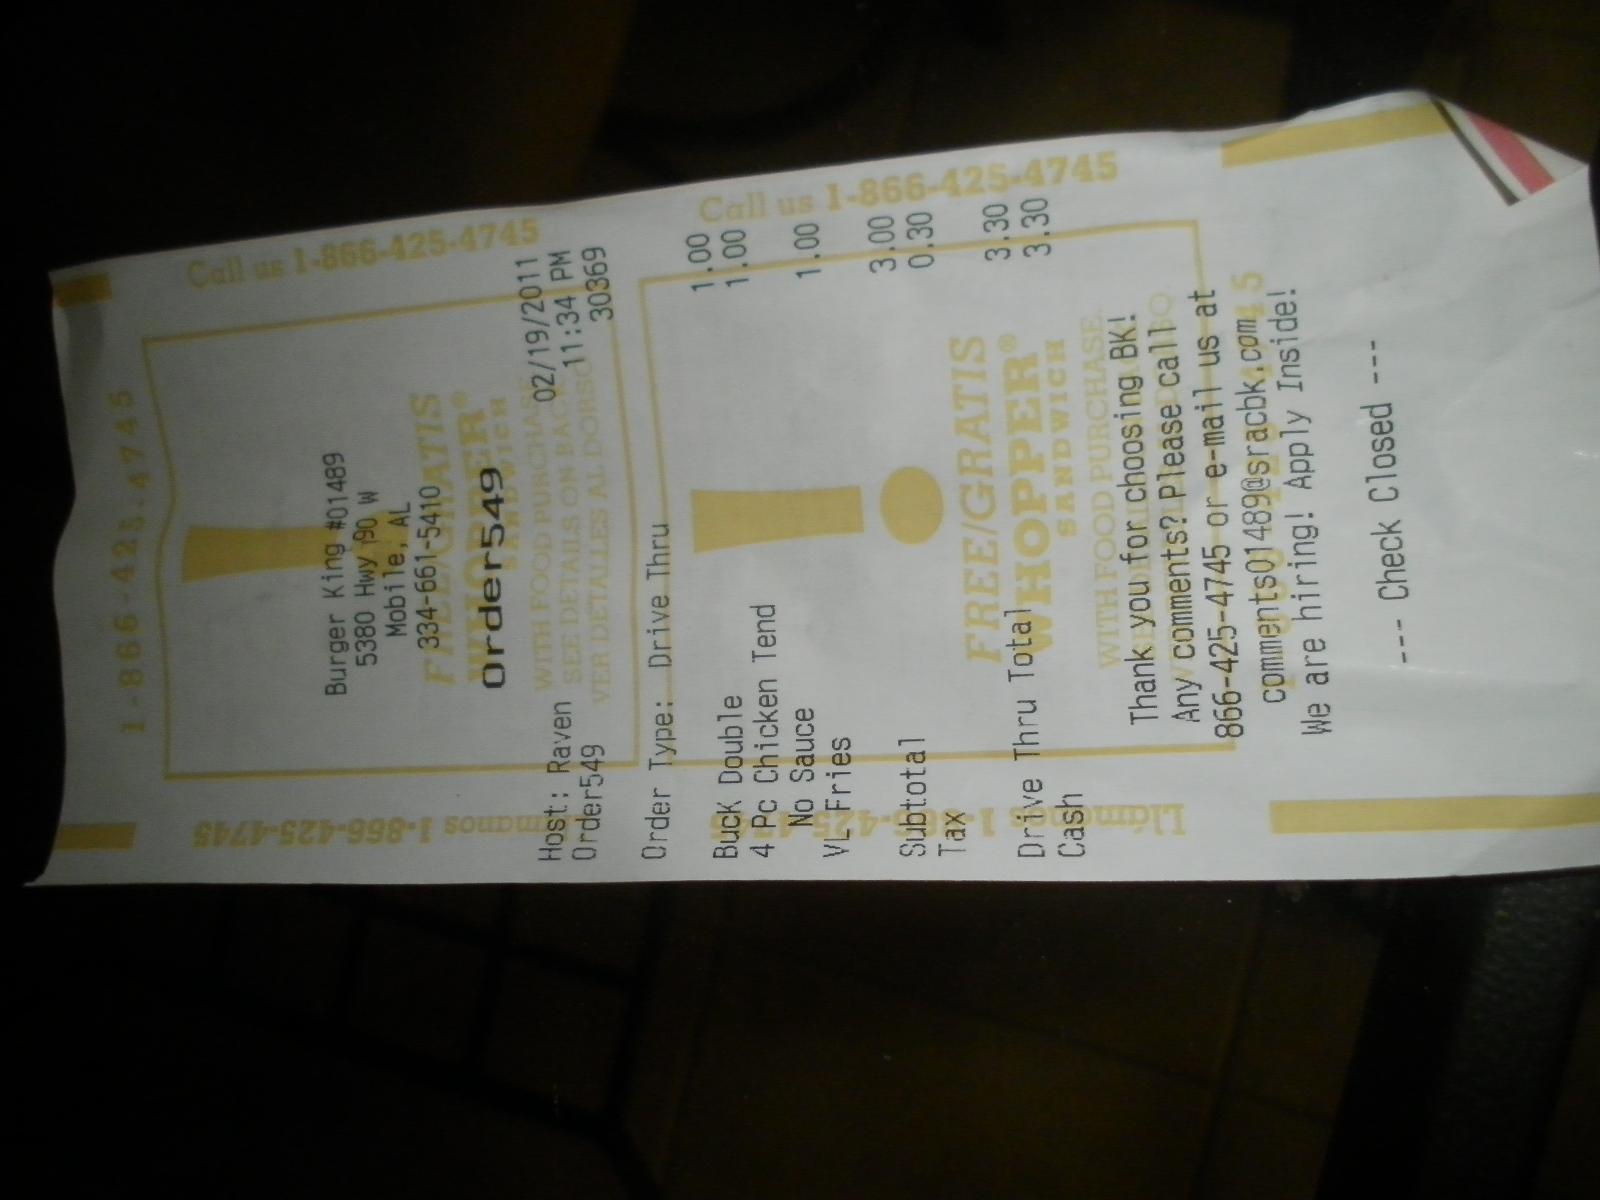 Burger King #01489
5380 Hwy 90 W
Mobile, AL
334-661-5410
Order549
02/19/2011
Host: Raven 11:34 PM
Order549 30369
Order Type: Drive Thru
Buck Double 1.00
4 Pc Chicken Tend 1.00
No Sauce
VL Fries 1.00
Subtotal 3.00
Tax 0.30
Drive Thru Total 3.30
Cash 3.30
Thank you for choosing BK!
Any comments? Please call
866-425-4745 or e-mail us at
comments01489@sracbk.com
We are hiring! Apply Inside!
--- Check Closed ---
1-866-425-4745
Call us 1-866-425-4745
FREE/GRATIS
WHOPPER®
SANDWICH
WITH FOOD PURCHASE
SEE DETAILS ON BACK
VER DETALLES AL DORSO
1-866-425-4745
Call us 1-866-425-4745
FREE/GRATIS
WHOPPER®
SANDWICH
WITH FOOD PURCHASE.